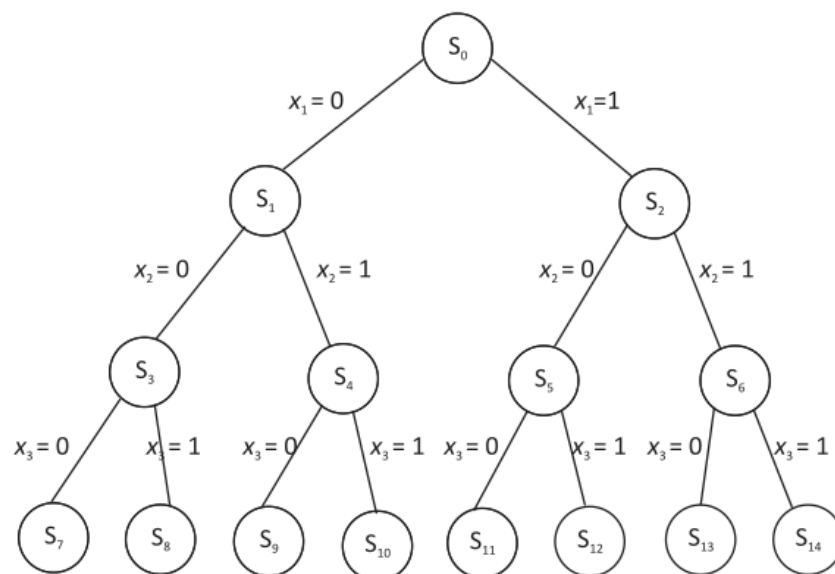 S₀
x₁ = 0 x₁=1
S₁ S₂
x₂ = 0 x₂ = 1 x₂ = 0 x₂ = 1
S₃ S₄ S₅ S₆
x₃ = 0 x₃ = 1 x₃ = 0 x₃ = 1 x₃ = 0 x₃ = 1 x₃ = 0 x₃ = 1
S₇ S₈ S₉ S₁₀ S₁₁ S₁₂ S₁₃ S₁₄